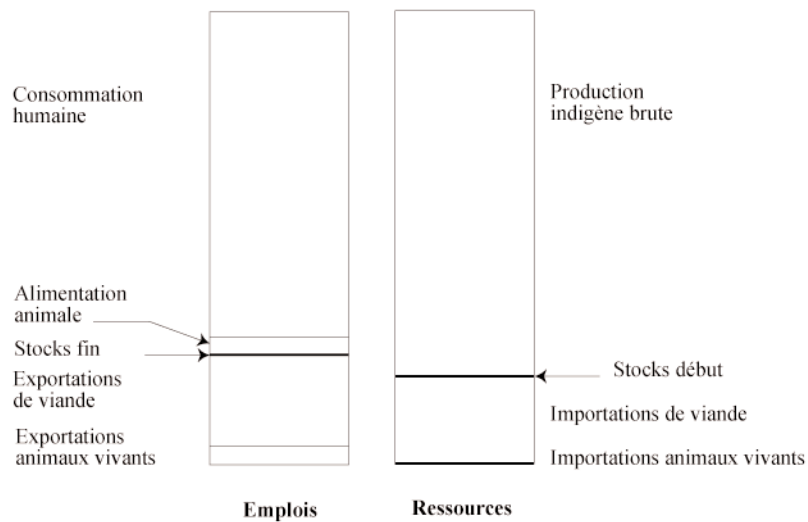 Consommation
humaine
Production
indigène brute
Alimentation
animale
Stocks fin
Exportations
de viande
Stocks début
Importations de viande
Exportations
animaux vivants
Importations animaux vivants
Emplois
Ressources